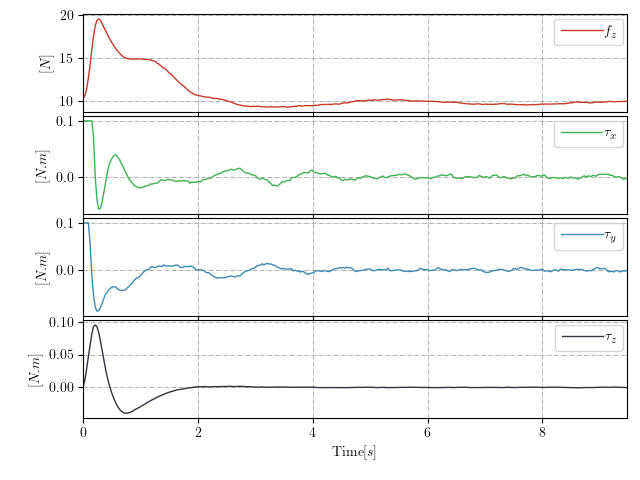 20
15
10
[N]
f_z
0.1
0.0
[N.m]
τ_x
0.1
0.0
[N.m]
τ_y
0.10
0.05
0.00
[N.m]
τ_z
0 2 4 6 8
Time[s]